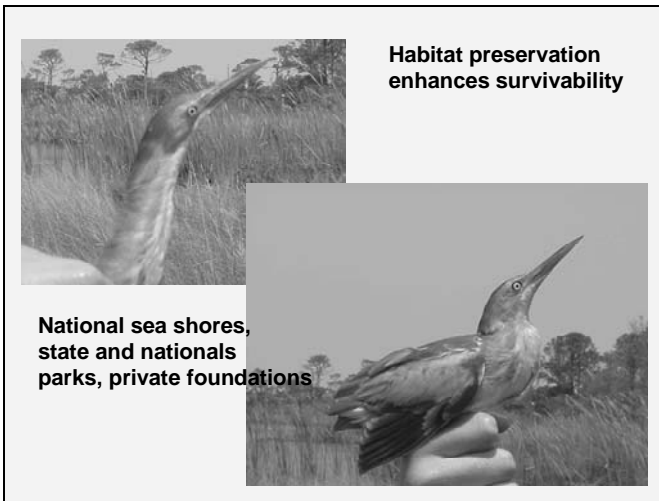 Habitat preservation
enhances survivability
National sea shores,
state and nationals
parks, private foundations